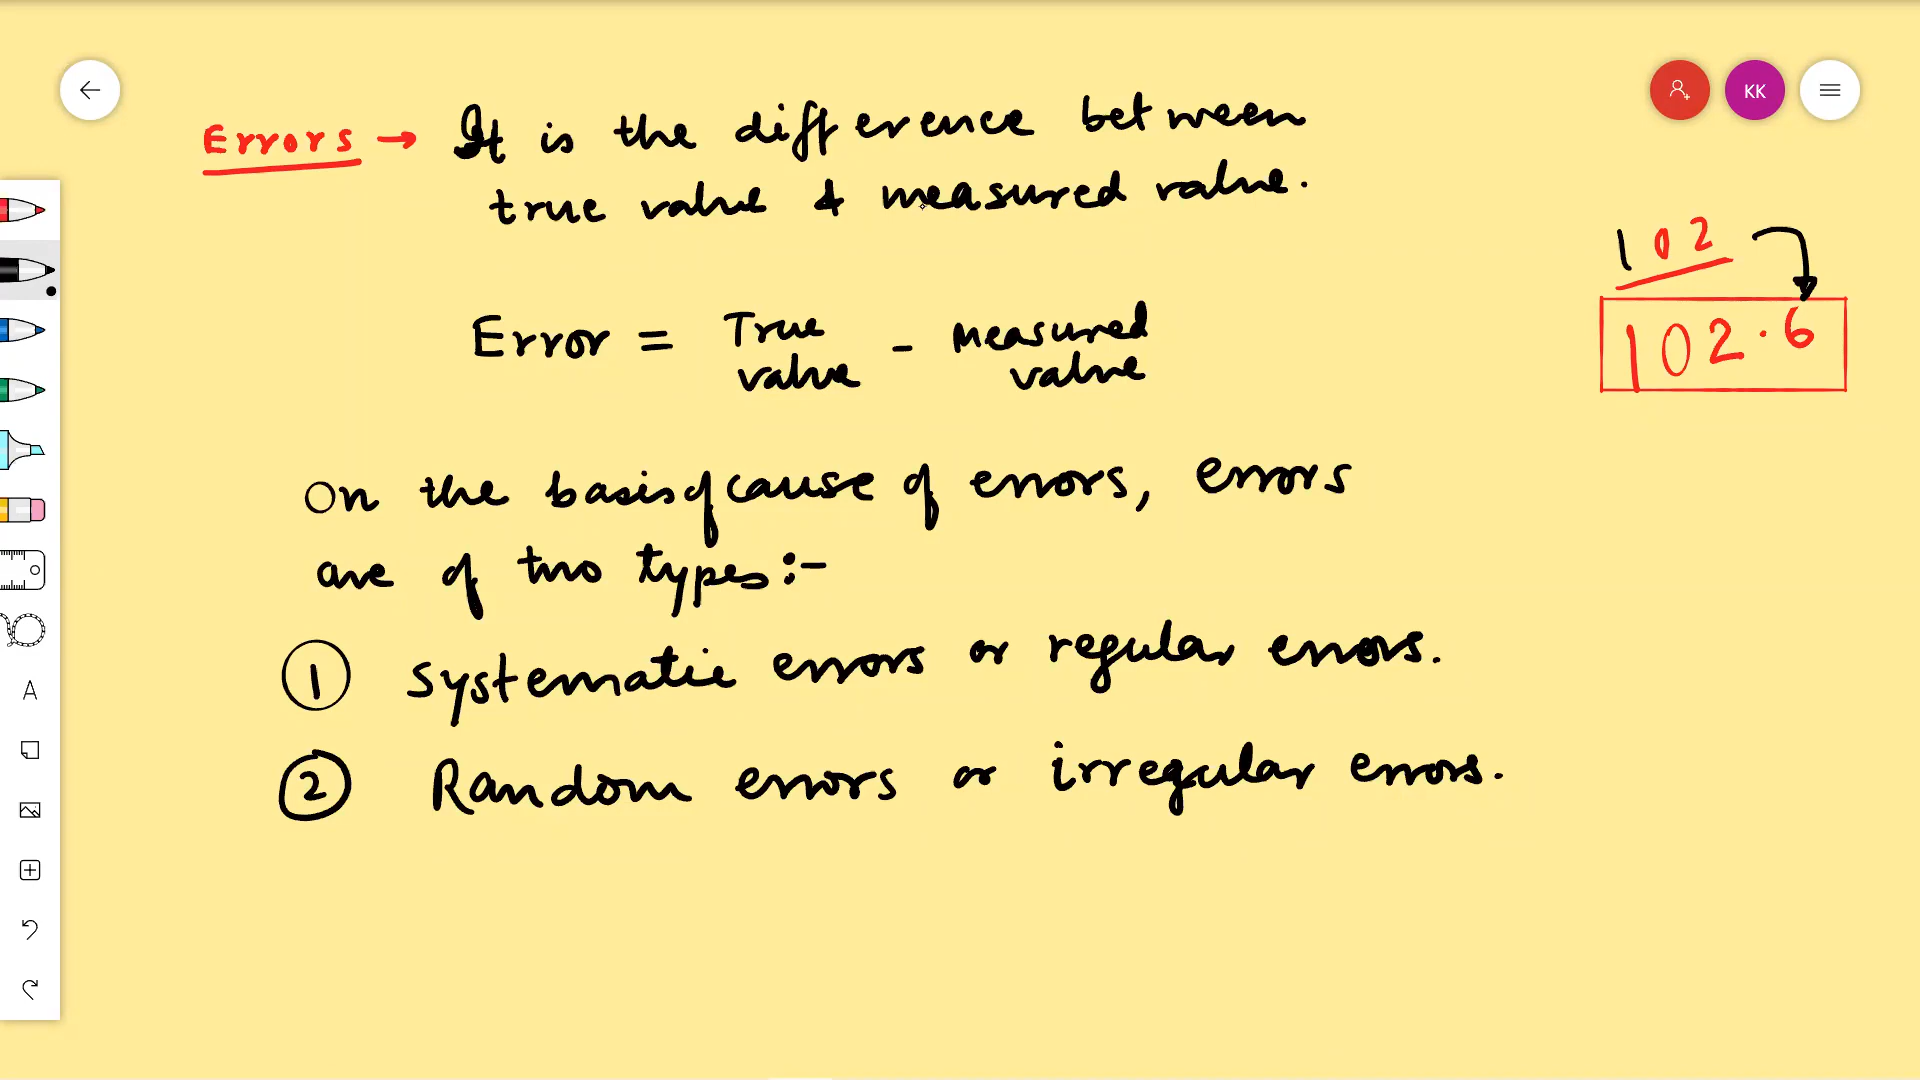 KK
Errors → It is the difference between
true value & measured value.
102
102.6
Error = True value - Measured value
On the basis of cause of errors, errors
are of two types:-
① Systematic errors or regular errors.
② Random errors or irregular errors.
A